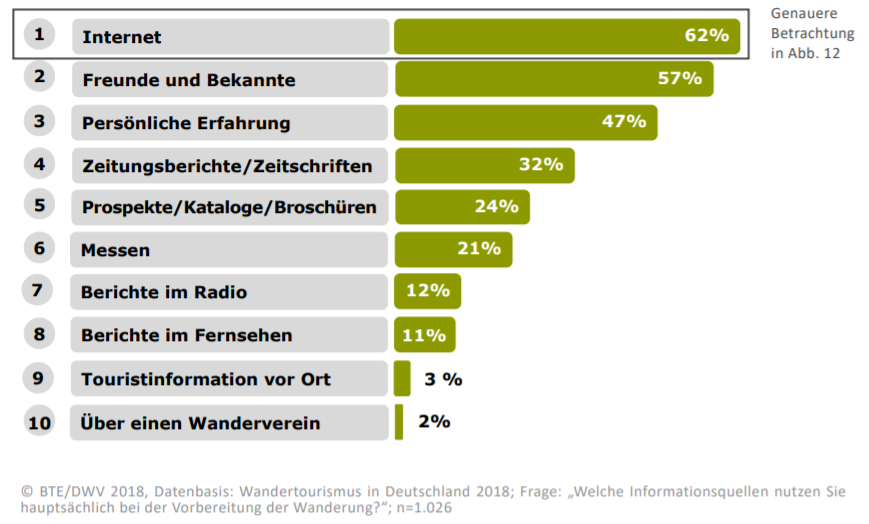 Genauere
Betrachtung
in Abb. 12
1 Internet 62%
2 Freunde und Bekannte 57%
3 Persönliche Erfahrung 47%
4 Zeitungsberichte/Zeitschriften 32%
5 Prospekte/Kataloge/Broschüren 24%
6 Messen 21%
7 Berichte im Radio 12%
8 Berichte im Fernsehen 11%
9 Touristinformation vor Ort 3 %
10 Über einen Wanderverein 2%
© BTE/DWV 2018, Datenbasis: Wandertourismus in Deutschland 2018; Frage: „Welche Informationsquellen nutzen Sie
hauptsächlich bei der Vorbereitung der Wanderung?“; n=1.026